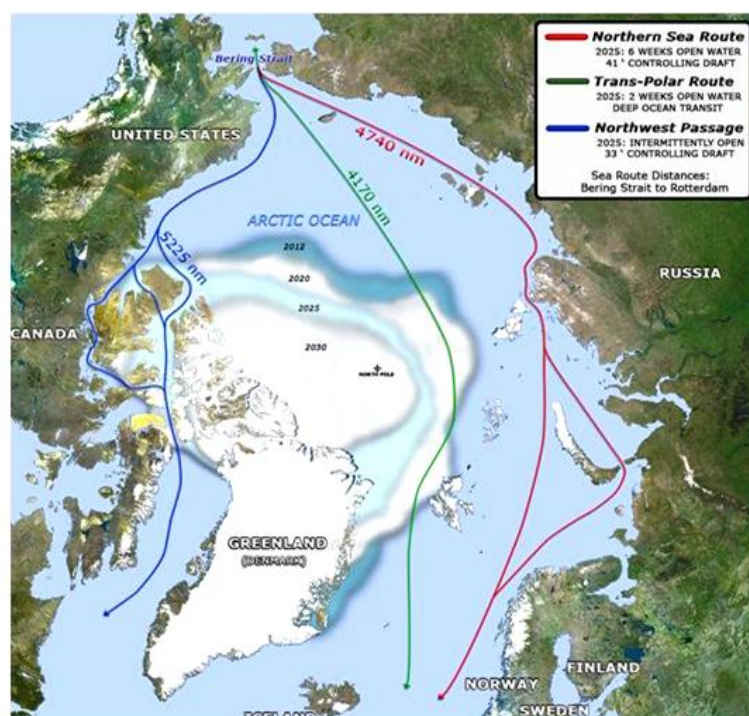 Northern Sea Route
2025: 6 WEEKS OPEN WATER
41' CONTROLLING DRAFT
Trans-Polar Route
2025: 2 WEEKS OPEN WATER
DEEP OCEAN TRANSIT
Northwest Passage
2025: INTERMITTENTLY OPEN
33' CONTROLLING DRAFT
Sea Route Distances:
Bering Strait to Rotterdam
Bering Strait
UNITED STATES
4740 nm
4170 nm
5225 nm
ARCTIC OCEAN
2012
2020
2025
2030
NORTH POLE
RUSSIA
CANADA
GREENLAND
(DENMARK)
NORWAY
FINLAND
SWEDEN
ICELAND